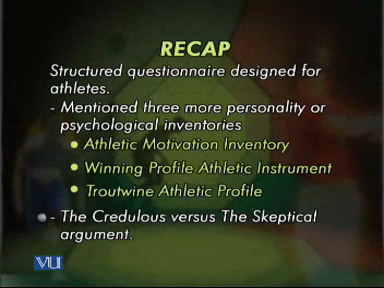 RECAP
Structured questionnaire designed for
athletes.
- Mentioned three more personality or
psychological inventories
• Athletic Motivation Inventory
• Winning Profile Athletic Instrument
• Troutwine Athletic Profile
- The Credulous versus The Skeptical
argument.
VU